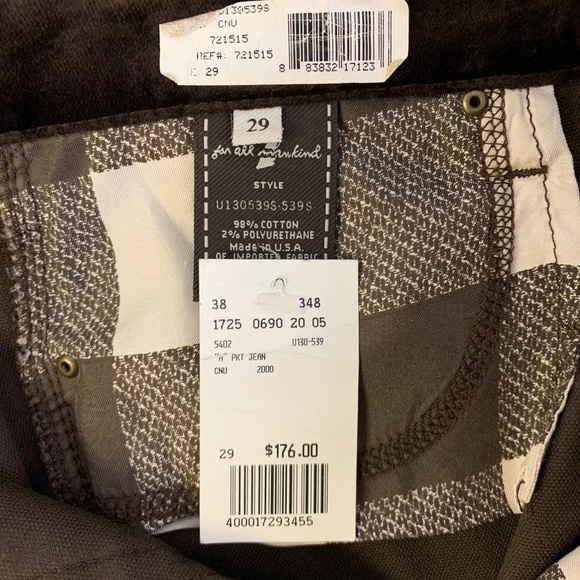 U130539S
CNU
721515
REF#: 721515
29
8 83832 17123
29
for all mankind
STYLE
U130539S-539S
98% COTTON
2% POLYURETHANE
Made in U.S.A.
OF IMPORTED FABRIC
38 348
1725 0690 20 05
5402 U130-539
"A" PKT JEAN
CNU 2000
29 $176.00
400017293455